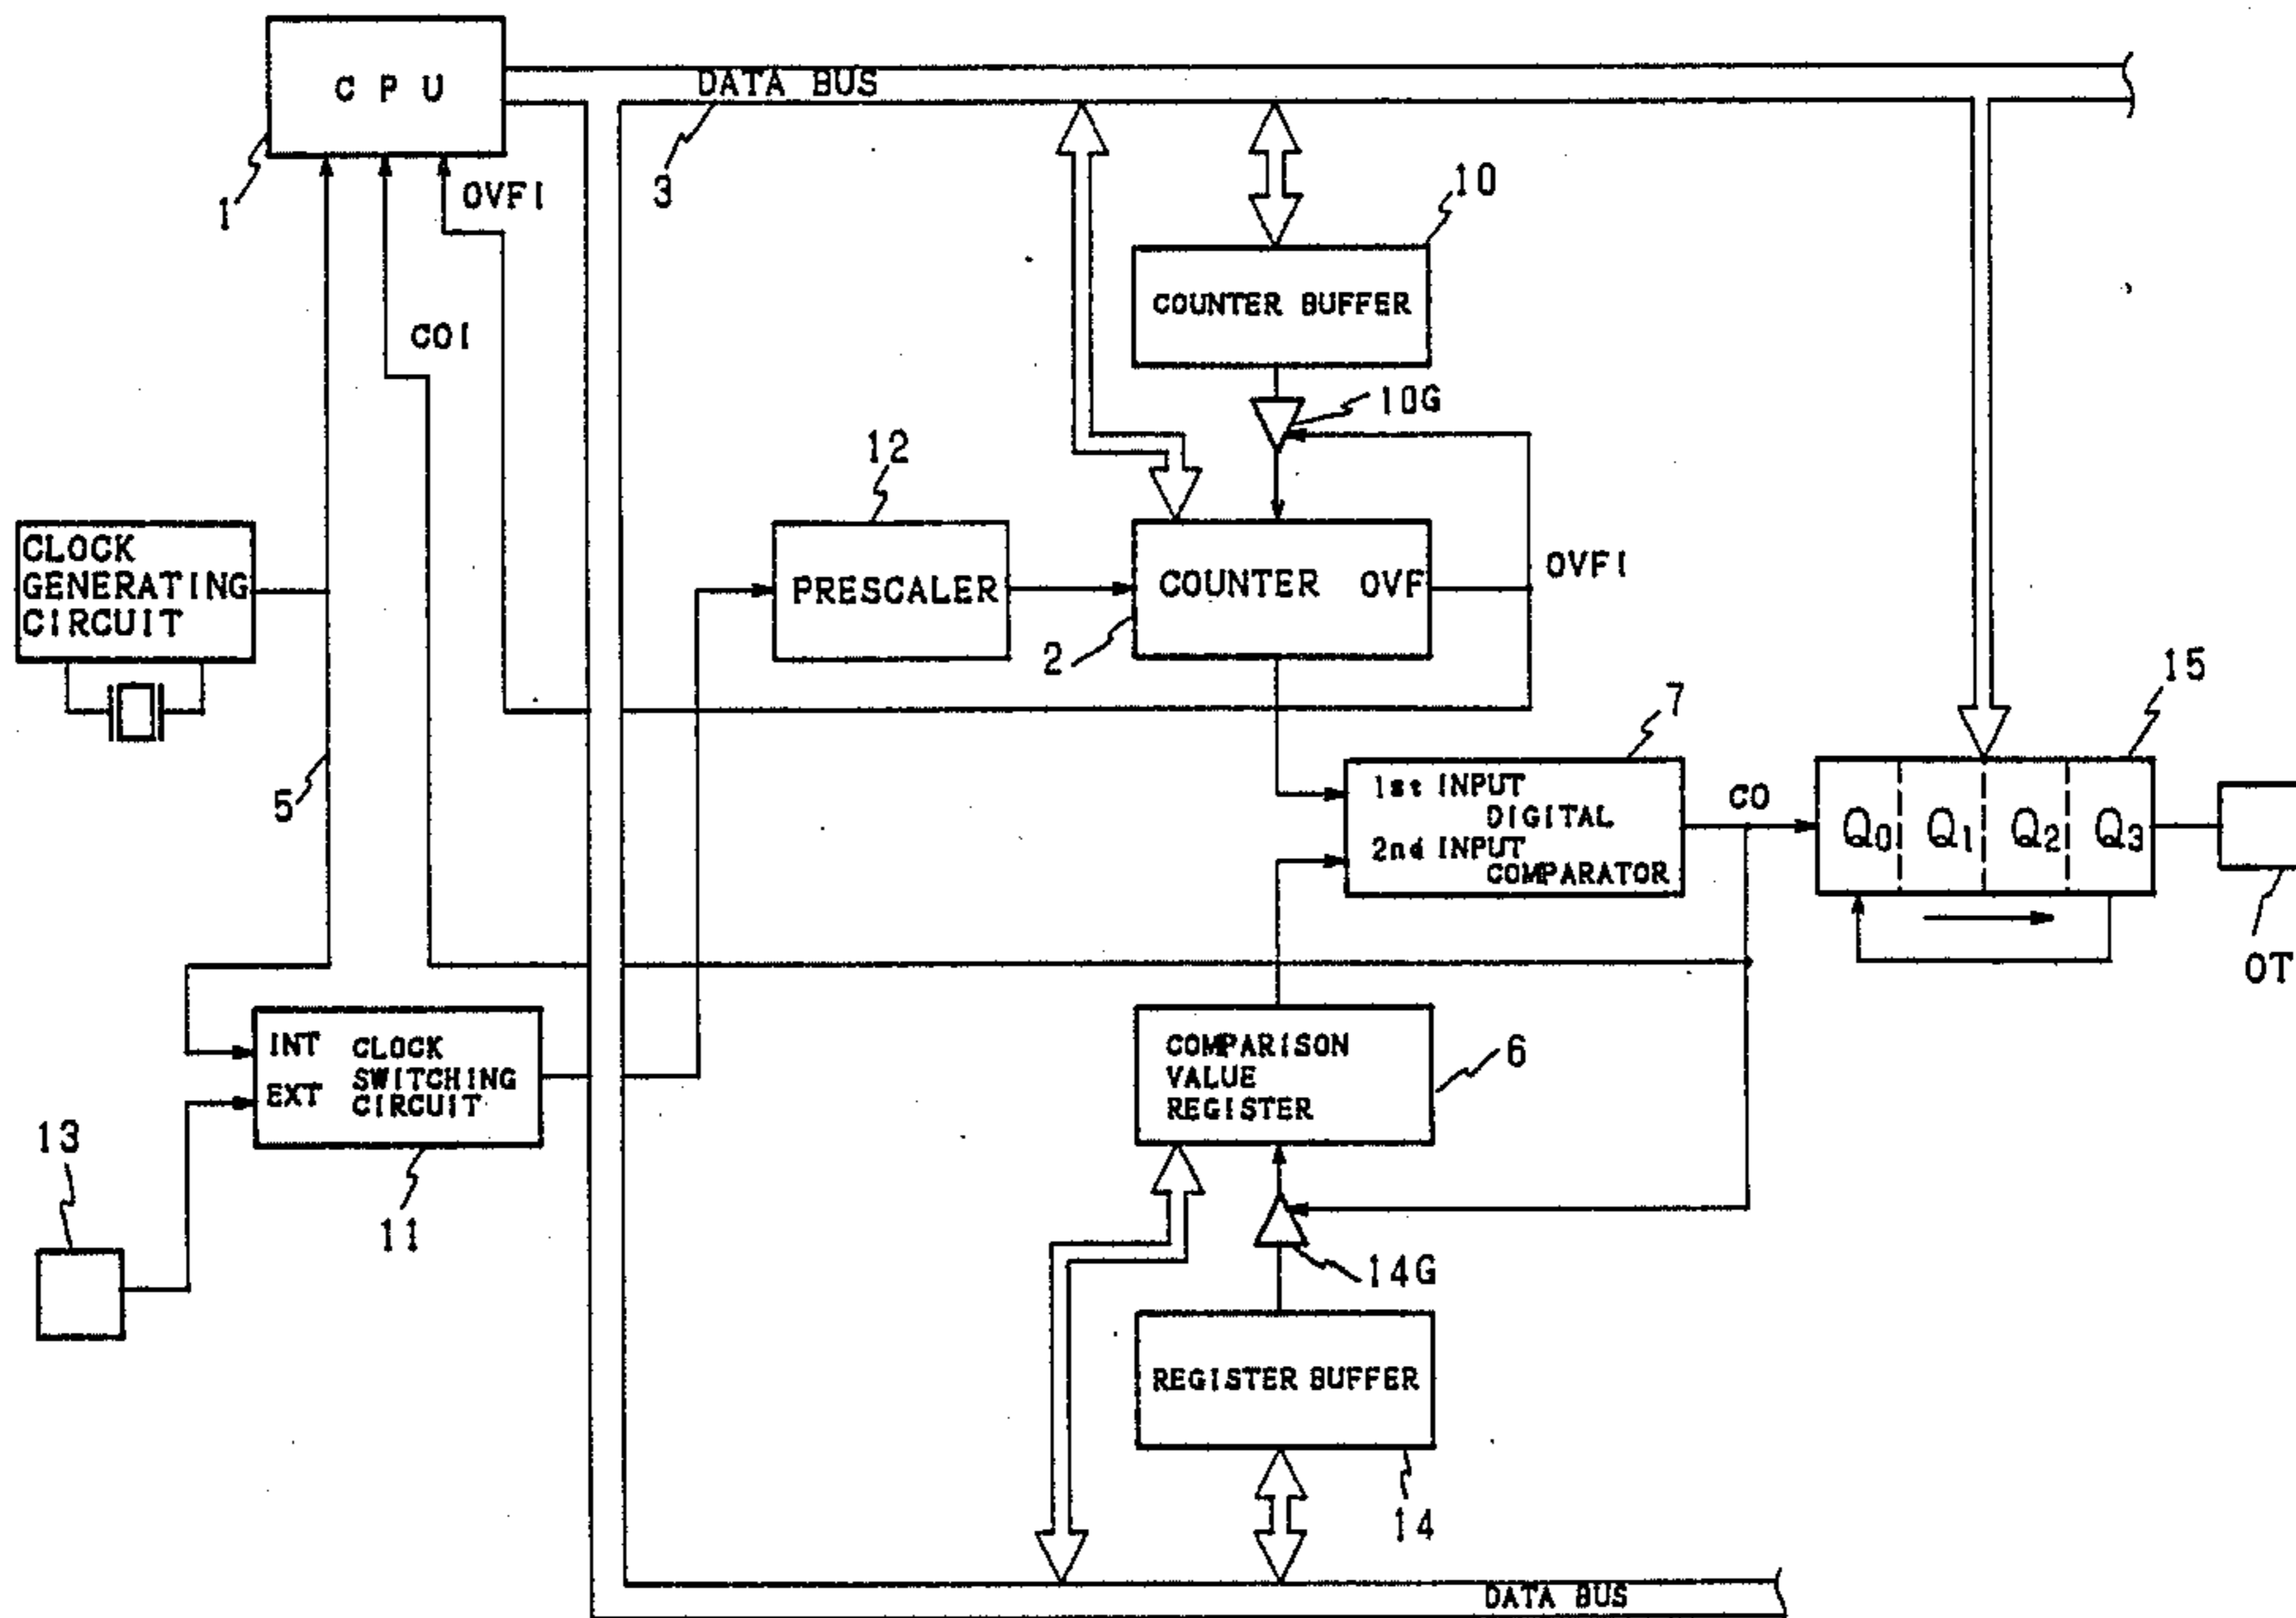 CPU
DATA BUS
1
OVFI
3
10
COUNTER BUFFER
COI
10G
12
CLOCK
GENERATING
CIRCUIT
PRESCALER
COUNTER OVF
OVFI
2
15
7
5
1st INPUT
DIGITAL
2nd INPUT
COMPARATOR
CO
Q0 Q1 Q2 Q3
OT
INT
EXT
CLOCK
SWITCHING
CIRCUIT
COMPARISON
VALUE
REGISTER
6
13
11
14G
REGISTER BUFFER
14
DATA BUS